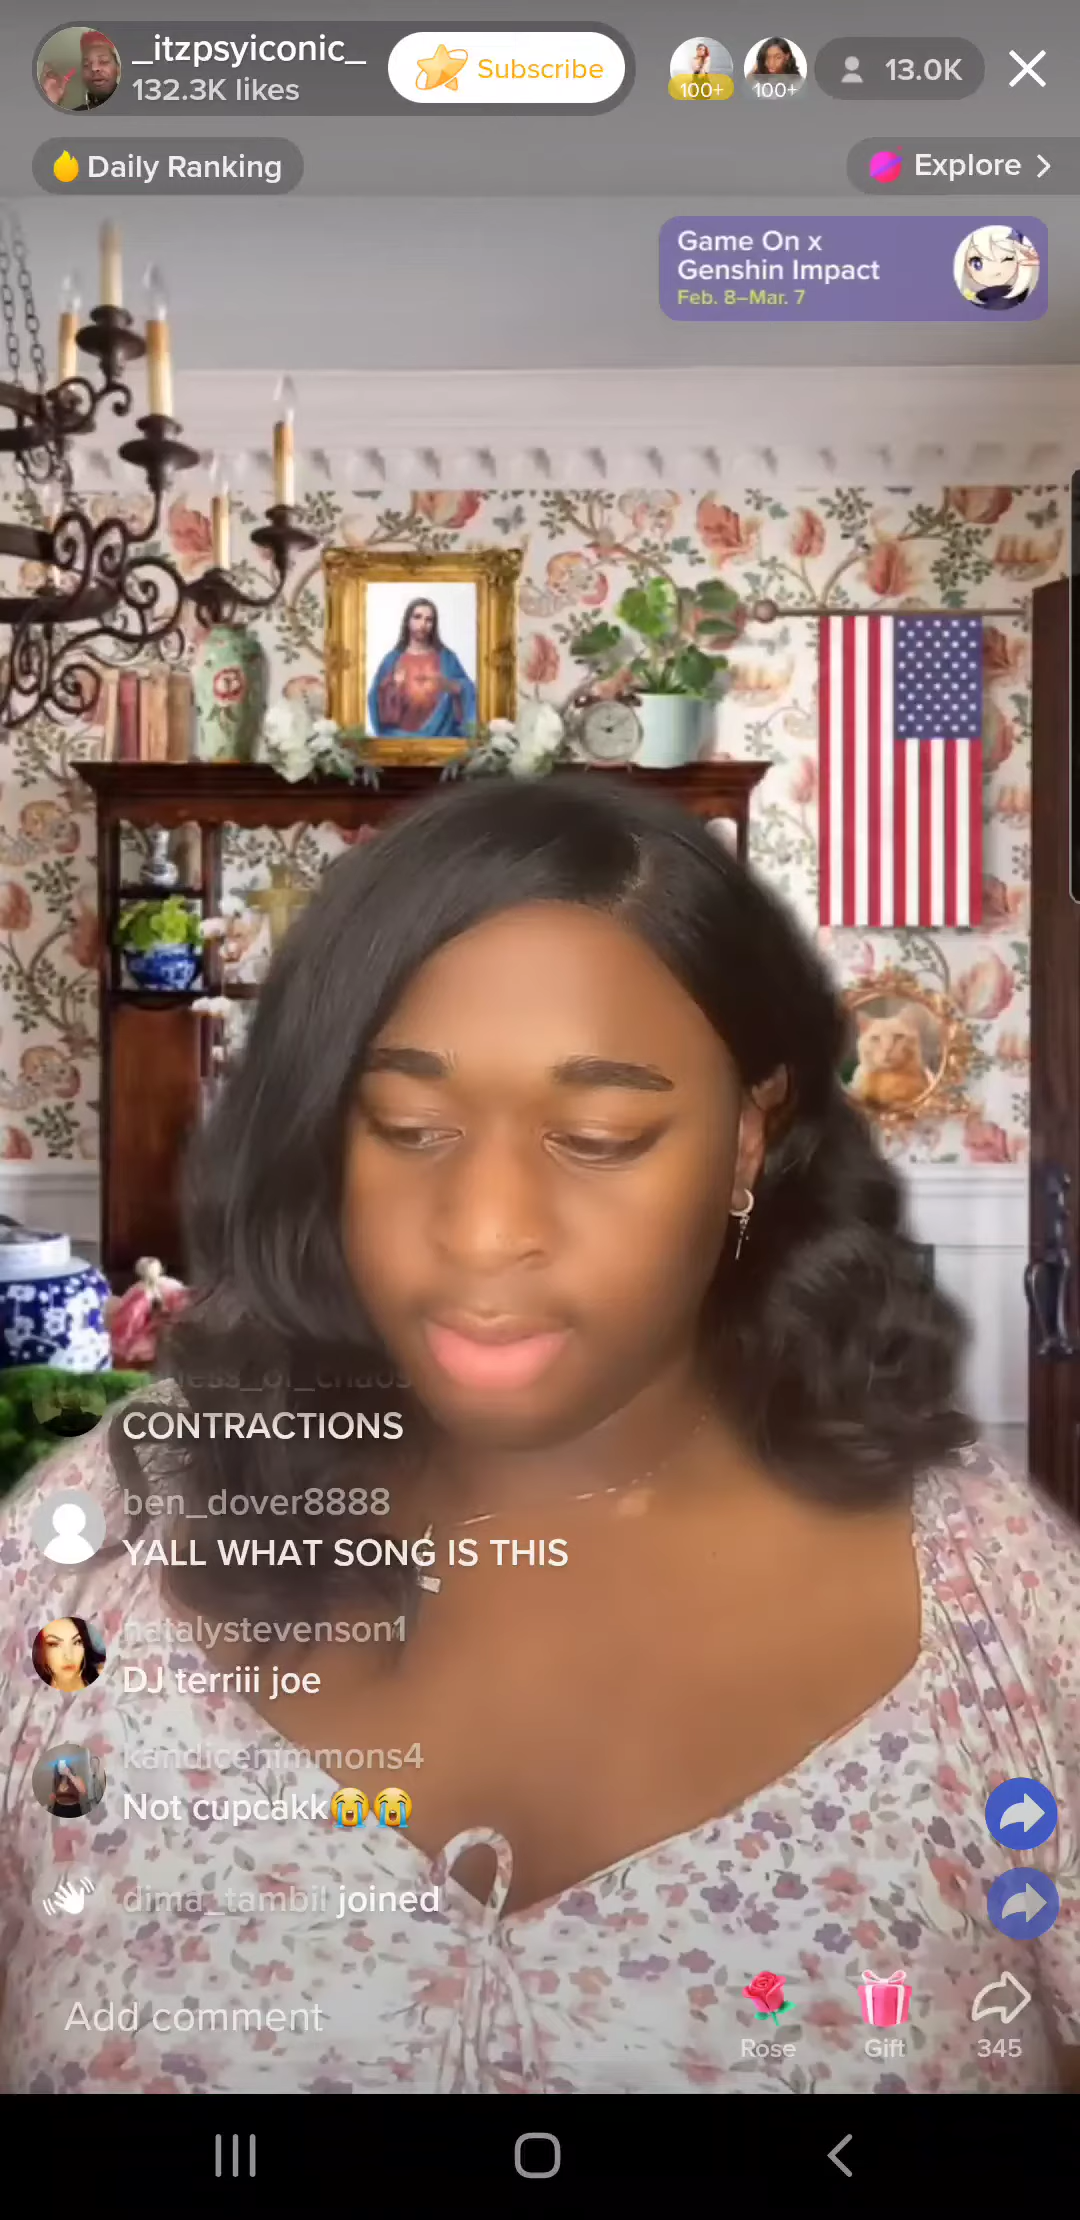 _itzpsyiconic_
132.3K likes
Subscribe
100+
100+
13.0K
Daily Ranking
Explore
Game On x
Genshin Impact
Feb. 8–Mar. 7
CONTRACTIONS
ben_dover8888
YALL WHAT SONG IS THIS
natalystevenson1
DJ terriii joe
kandicenimmons4
Not cupcakk😭😭
dima_tambil joined
Add comment
Rose
Gift
345